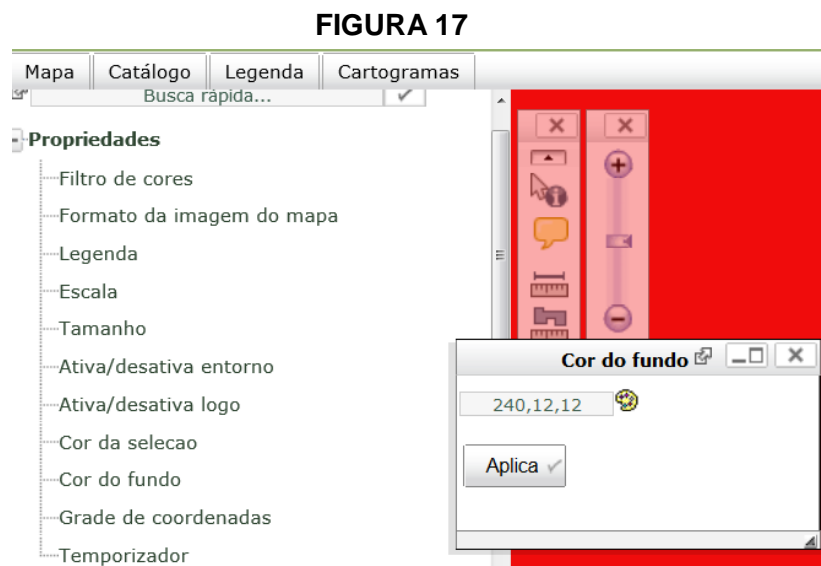 FIGURA 17
Mapa Catálogo Legenda Cartogramas
Busca rápida...
Propriedades
Filtro de cores
Formato da imagem do mapa
Legenda
Escala
Tamanho
Ativa/desativa entorno
Ativa/desativa logo
Cor da selecao
Cor do fundo
Grade de coordenadas
Temporizador
Cor do fundo
240,12,12
Aplica